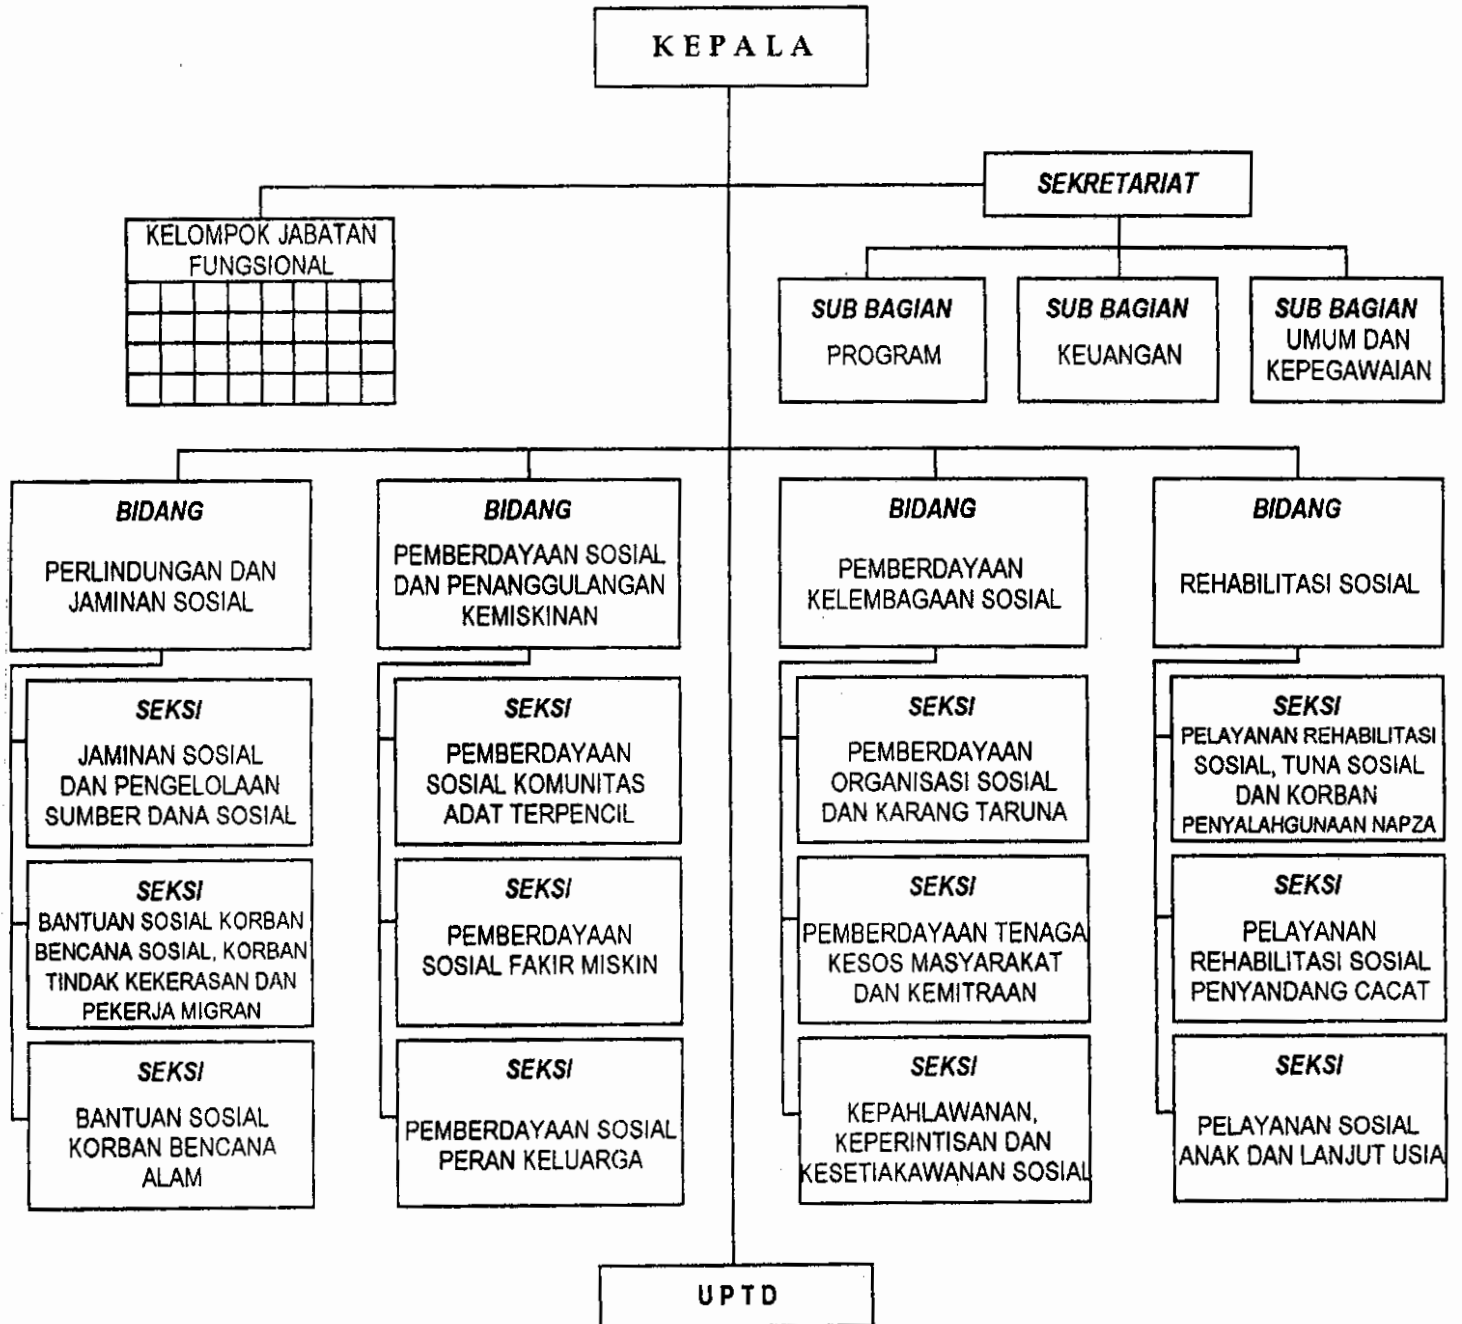 KEPALA
SEKRETARIAT
KELOMPOK JABATAN
FUNGSIONAL
SUB BAGIAN
PROGRAM
SUB BAGIAN
KEUANGAN
SUB BAGIAN
UMUM DAN
KEPEGAWAIAN
BIDANG
PERLINDUNGAN DAN
JAMINAN SOSIAL
BIDANG
PEMBERDAYAAN SOSIAL
DAN PENANGGULANGAN
KEMISKINAN
BIDANG
PEMBERDAYAAN
KELEMBAGAAN SOSIAL
BIDANG
REHABILITASI SOSIAL
SEKSI
JAMINAN SOSIAL
DAN PENGELOLAAN
SUMBER DANA SOSIAL
SEKSI
PEMBERDAYAAN
SOSIAL KOMUNITAS
ADAT TERPENCIL
SEKSI
PEMBERDAYAAN
ORGANISASI SOSIAL
DAN KARANG TARUNA
SEKSI
PELAYANAN REHABILITASI
SOSIAL, TUNA SOSIAL
DAN KORBAN
PENYALAHGUNAAN NAPZA
SEKSI
BANTUAN SOSIAL KORBAN
BENCANA SOSIAL, KORBAN
TINDAK KEKERASAN DAN
PEKERJA MIGRAN
SEKSI
PEMBERDAYAAN
SOSIAL FAKIR MISKIN
SEKSI
PEMBERDAYAAN TENAGA
KESOS MASYARAKAT
DAN KEMITRAAN
SEKSI
PELAYANAN
REHABILITASI SOSIAL
PENYANDANG CACAT
SEKSI
BANTUAN SOSIAL
KORBAN BENCANA
ALAM
SEKSI
PEMBERDAYAAN SOSIAL
PERAN KELUARGA
SEKSI
KEPAHLAWANAN,
KEPERINTISAN DAN
KESETIAKAWANAN SOSIAL
SEKSI
PELAYANAN SOSIAL
ANAK DAN LANJUT USIA
UPTD